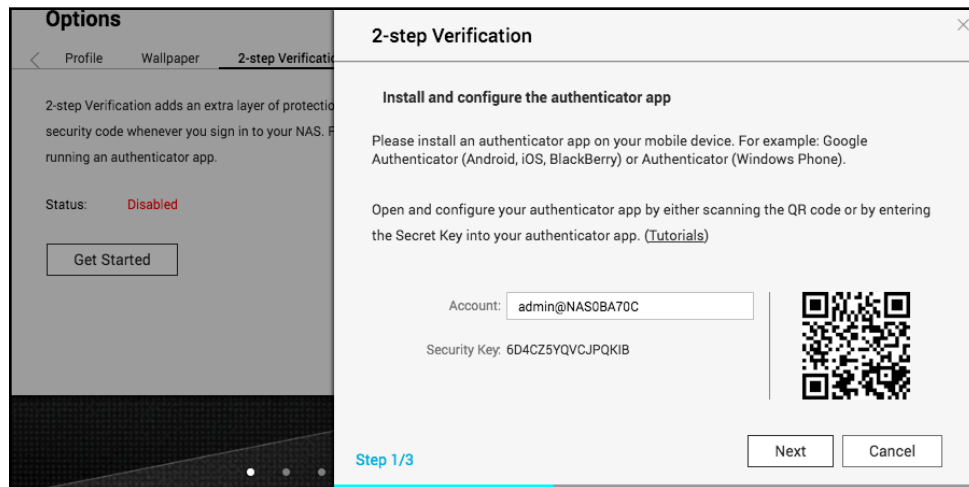 Options
Profile Wallpaper 2-step Verificatio
2-step Verification adds an extra layer of protectio
security code whenever you sign in to your NAS. F
running an authenticator app.
Status: Disabled
Get Started
2-step Verification
Install and configure the authenticator app
Please install an authenticator app on your mobile device. For example: Google
Authenticator (Android, iOS, BlackBerry) or Authenticator (Windows Phone).
Open and configure your authenticator app by either scanning the QR code or by entering
the Secret Key into your authenticator app. (Tutorials)
Account: admin@NAS0BA70C
Security Key: 6D4CZ5YQVCJPQKIB
Step 1/3
Next Cancel